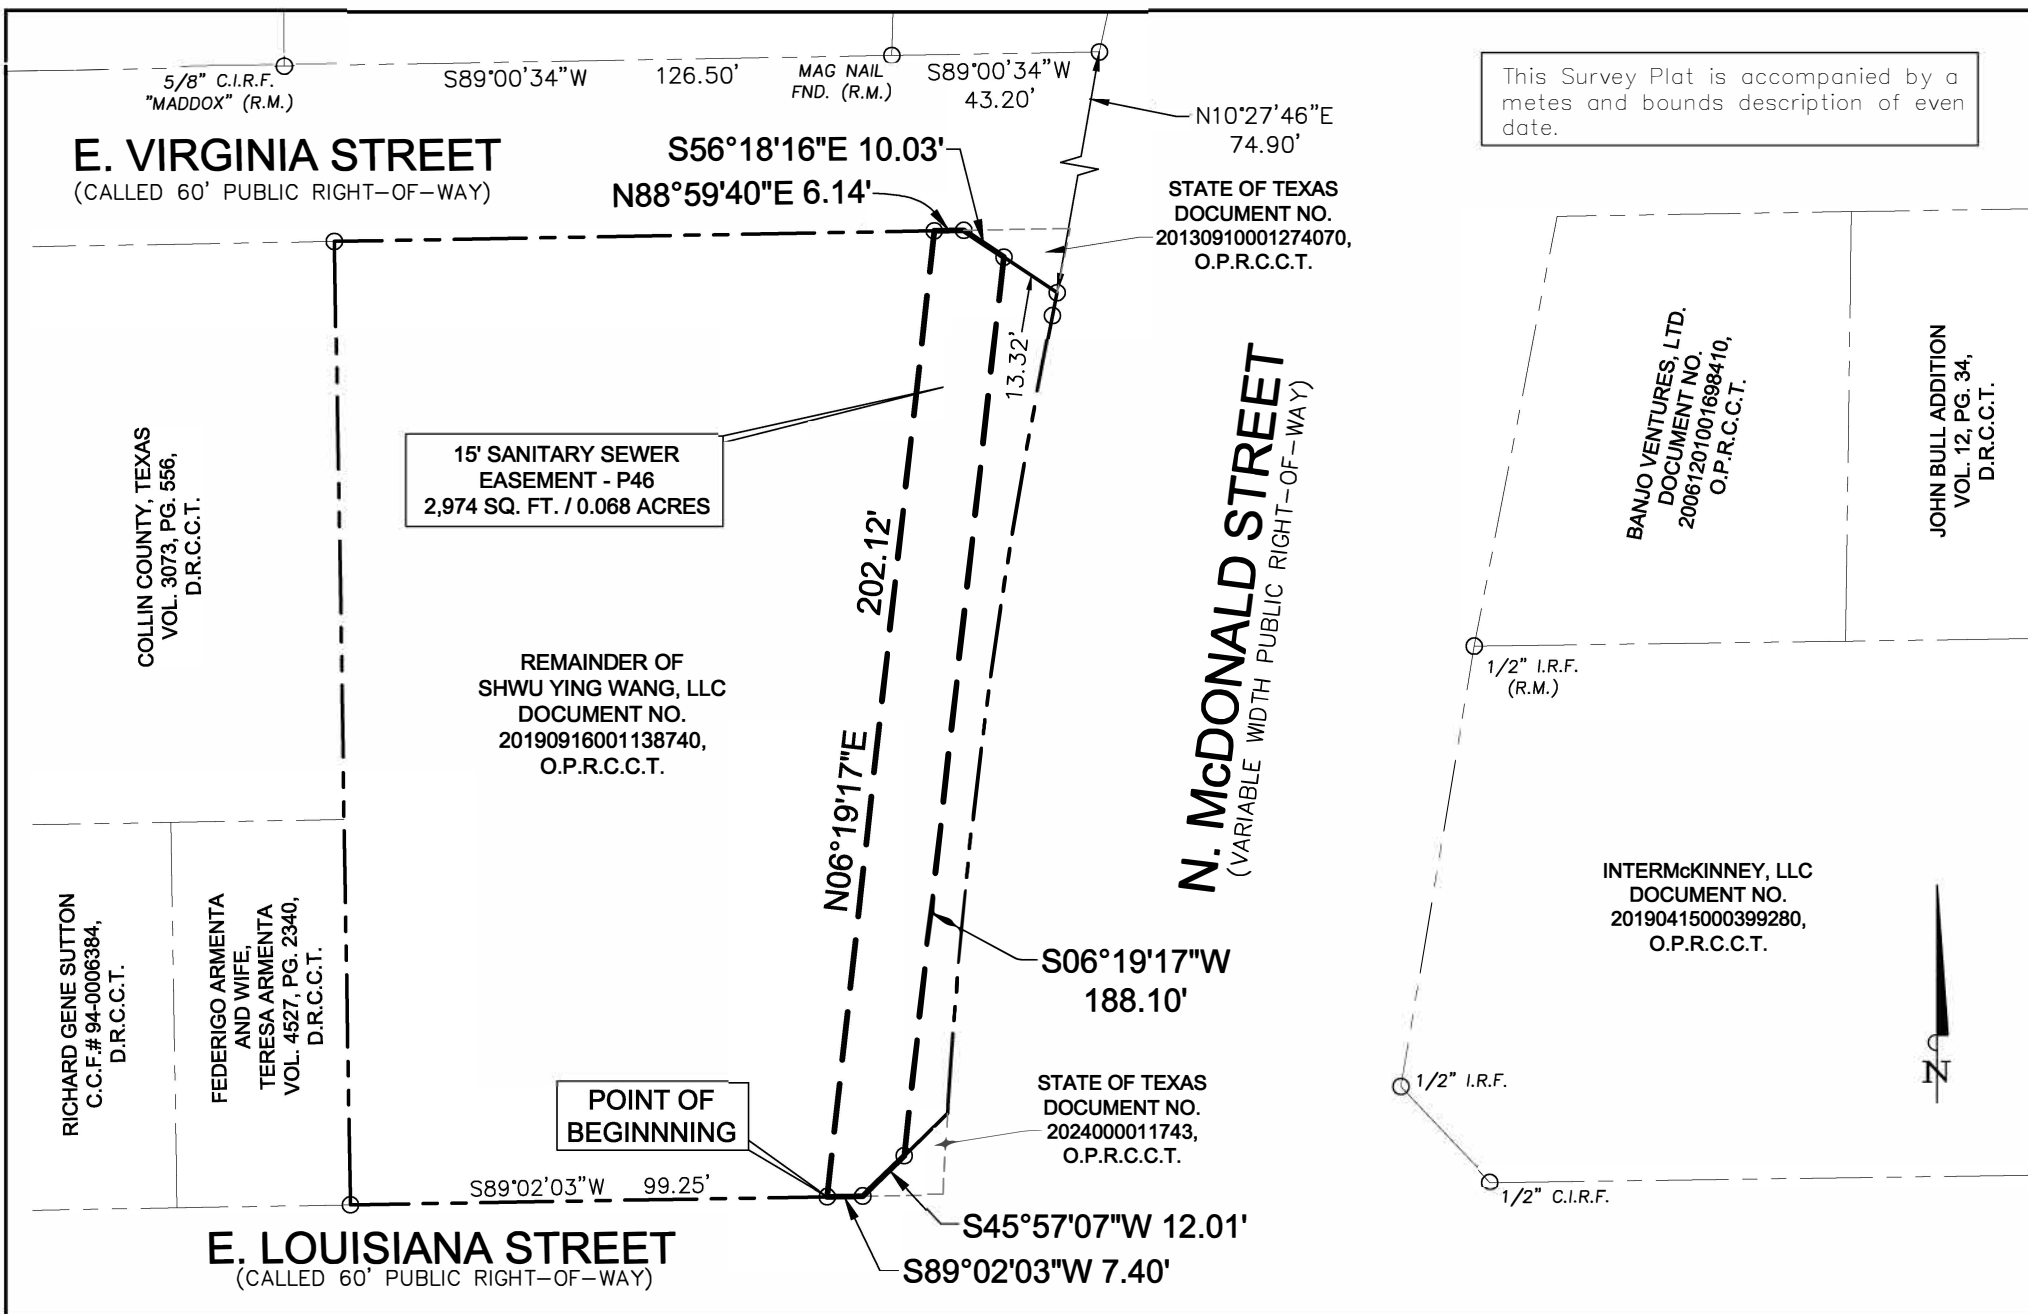 5/8" C.I.R.F.
"MADDOX" (R.M.)
S89°00'34"W 126.50'
MAG NAIL
FND. (R.M.)
S89°00'34"W
43.20'
N10°27'46"E
74.90'
This Survey Plat is accompanied by a
metes and bounds description of even
date.
E. VIRGINIA STREET
(CALLED 60' PUBLIC RIGHT-OF-WAY)
S56°18'16"E 10.03'
N88°59'40"E 6.14'
STATE OF TEXAS
DOCUMENT NO.
20130910001274070,
O.P.R.C.C.T.
13.32'
COLLIN COUNTY, TEXAS
VOL. 3073, PG. 556,
D.R.C.C.T.
15' SANITARY SEWER
EASEMENT - P46
2,974 SQ. FT. / 0.068 ACRES
202.12'
N06°19'17"E
REMAINDER OF
SHWU YING WANG, LLC
DOCUMENT NO.
20190916001138740,
O.P.R.C.C.T.
N. McDONALD STREET
(VARIABLE WIDTH PUBLIC RIGHT-OF-WAY)
BANJO VENTURES, LTD.
DOCUMENT NO.
20061201001698410,
O.P.R.C.C.T.
JOHN BULL ADDITION
VOL. 12, PG. 34,
D.R.C.C.T.
1/2" I.R.F.
(R.M.)
RICHARD GENE SUTTON
C.C.F.# 94-0006384,
D.R.C.C.T.
FEDERIGO ARMENTA
AND WIFE,
TERESA ARMENTA
VOL. 4527, PG. 2340,
D.R.C.C.T.
S06°19'17"W
188.10'
INTERMcKINNEY, LLC
DOCUMENT NO.
20190415000399280,
O.P.R.C.C.T.
N
POINT OF
BEGINNNING
STATE OF TEXAS
DOCUMENT NO.
2024000011743,
O.P.R.C.C.T.
1/2" I.R.F.
1/2" C.I.R.F.
S89°02'03"W 99.25'
S45°57'07"W 12.01'
S89°02'03"W 7.40'
E. LOUISIANA STREET
(CALLED 60' PUBLIC RIGHT-OF-WAY)